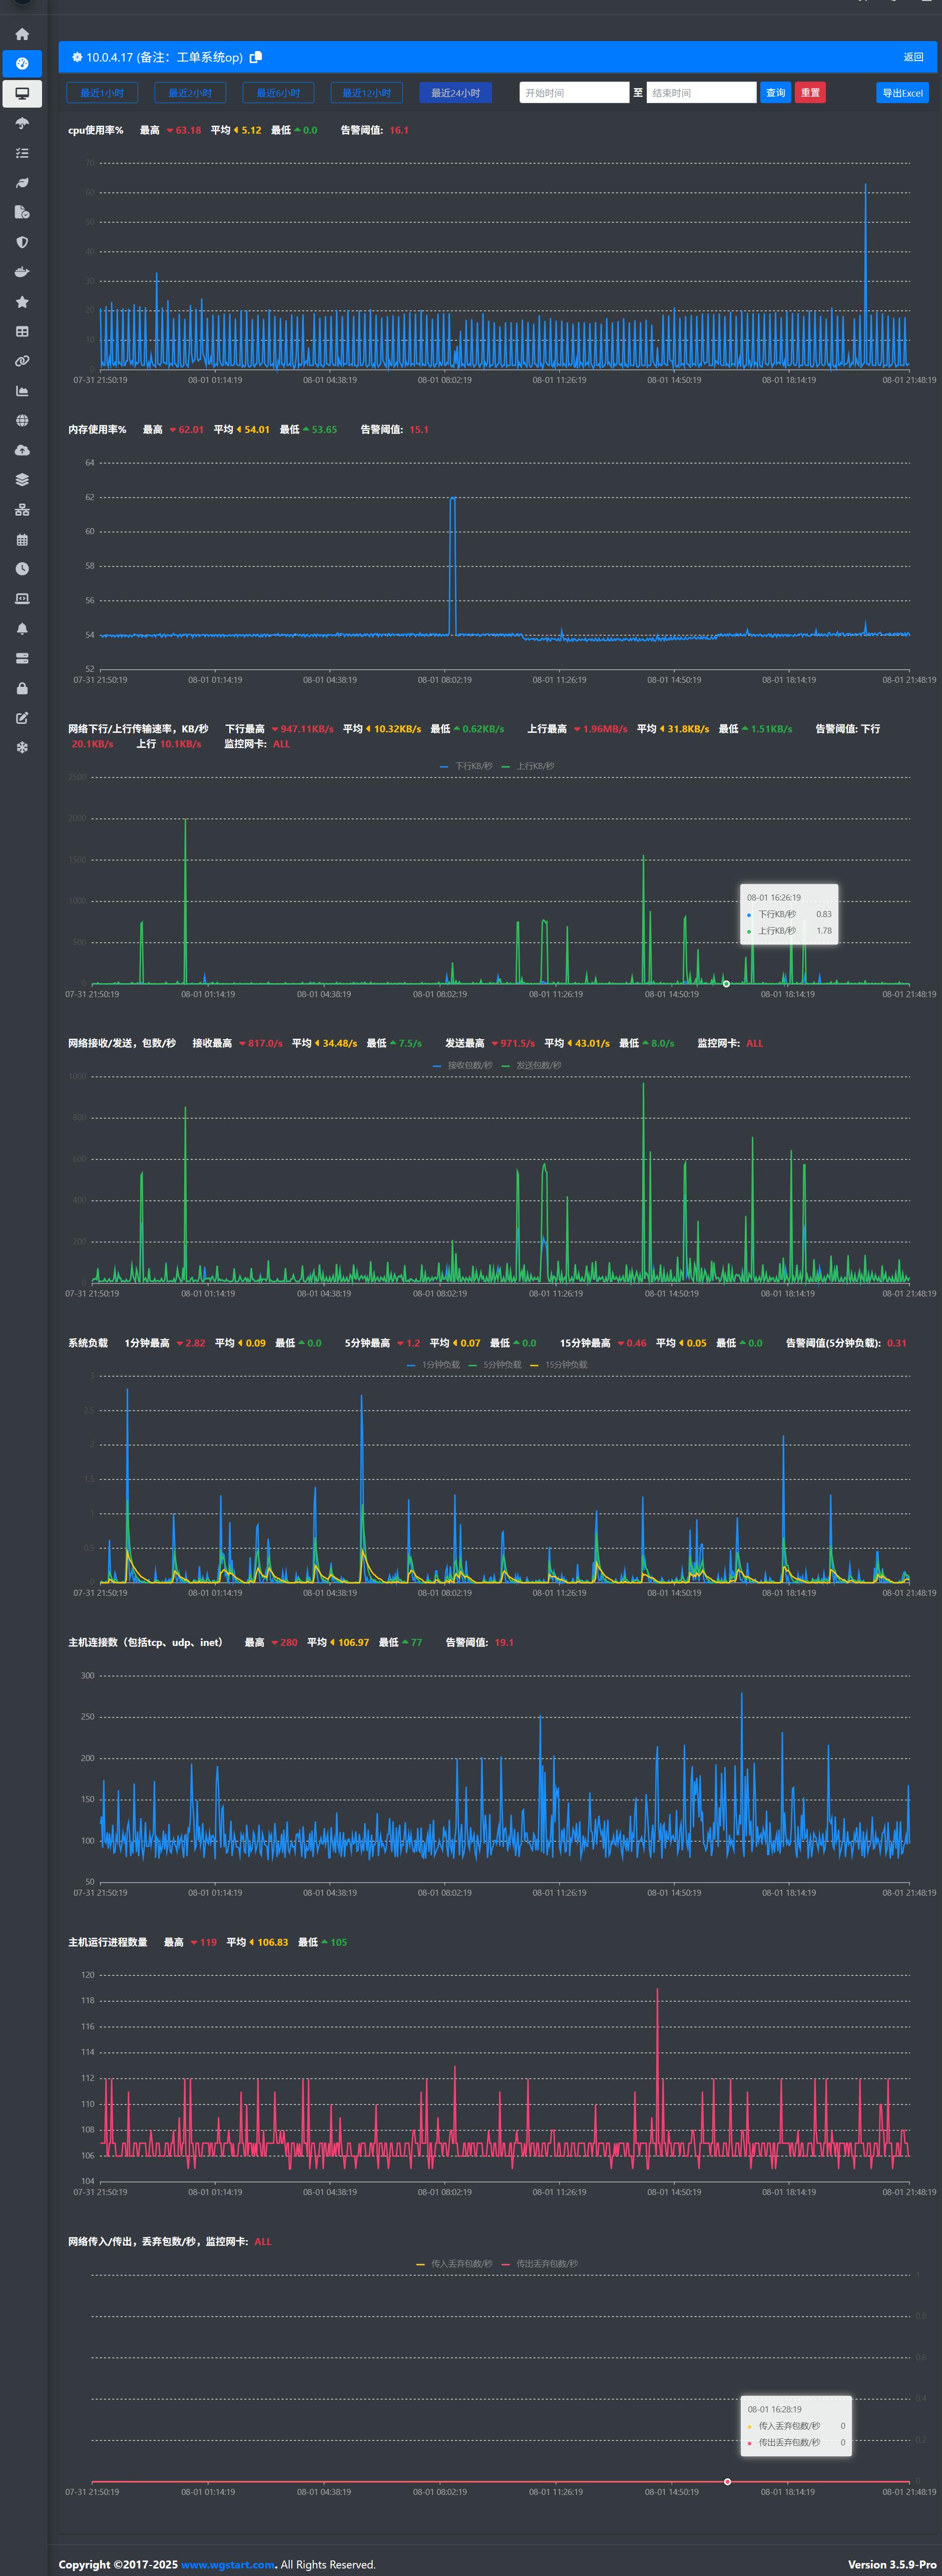 10.0.4.17 (备注：工单系统op)
返回
最近1小时 最近2小时 最近6小时 最近12小时 最近24小时 开始时间 至 结束时间 查询 重置 导出Excel
cpu使用率% 最高 63.18 平均 5.12 最低 0.0 告警阈值: 16.1
70
60
50
40
30
20
10
0
07-31 21:50:19 08-01 01:14:19 08-01 04:38:19 08-01 08:02:19 08-01 11:26:19 08-01 14:50:19 08-01 18:14:19 08-01 21:48:19
内存使用率% 最高 62.01 平均 54.01 最低 53.65 告警阈值: 15.1
64
62
60
58
56
54
52
07-31 21:50:19 08-01 01:14:19 08-01 04:38:19 08-01 08:02:19 08-01 11:26:19 08-01 14:50:19 08-01 18:14:19 08-01 21:48:19
网络下行/上行传输速率，KB/秒 下行最高 947.11KB/s 平均 10.32KB/s 最低 0.62KB/s 上行最高 1.96MB/s 平均 31.8KB/s 最低 1.51KB/s 告警阈值: 下行
20.1KB/s 上行 10.1KB/s 监控网卡: ALL
下行KB/秒 上行KB/秒
2500
2000
1500
1000
500
0
08-01 16:26:19
下行KB/秒 0.83
上行KB/秒 1.78
07-31 21:50:19 08-01 01:14:19 08-01 04:38:19 08-01 08:02:19 08-01 11:26:19 08-01 14:50:19 08-01 18:14:19 08-01 21:48:19
网络接收/发送，包数/秒 接收最高 817.0/s 平均 34.48/s 最低 7.5/s 发送最高 971.5/s 平均 43.01/s 最低 8.0/s 监控网卡: ALL
接收包数/秒 发送包数/秒
1000
800
600
400
200
0
07-31 21:50:19 08-01 01:14:19 08-01 04:38:19 08-01 08:02:19 08-01 11:26:19 08-01 14:50:19 08-01 18:14:19 08-01 21:48:19
系统负载 1分钟最高 2.82 平均 0.09 最低 0.0 5分钟最高 1.2 平均 0.07 最低 0.0 15分钟最高 0.46 平均 0.05 最低 0.0 告警阈值(5分钟负载): 0.31
1分钟负载 5分钟负载 15分钟负载
3
2.5
2
1.5
1
0.5
0
07-31 21:50:19 08-01 01:14:19 08-01 04:38:19 08-01 08:02:19 08-01 11:26:19 08-01 14:50:19 08-01 18:14:19 08-01 21:48:19
主机连接数（包括tcp、udp、inet） 最高 280 平均 106.97 最低 77 告警阈值: 19.1
300
250
200
150
100
50
07-31 21:50:19 08-01 01:14:19 08-01 04:38:19 08-01 08:02:19 08-01 11:26:19 08-01 14:50:19 08-01 18:14:19 08-01 21:48:19
主机运行进程数量 最高 119 平均 106.83 最低 105
120
118
116
114
112
110
108
106
104
07-31 21:50:19 08-01 01:14:19 08-01 04:38:19 08-01 08:02:19 08-01 11:26:19 08-01 14:50:19 08-01 18:14:19 08-01 21:48:19
网络传入/传出，丢弃包数/秒，监控网卡: ALL
传入丢弃包数/秒 传出丢弃包数/秒
1
0.8
0.6
0.4
0.2
0
08-01 16:28:19
传入丢弃包数/秒 0
传出丢弃包数/秒 0
07-31 21:50:19 08-01 01:14:19 08-01 04:38:19 08-01 08:02:19 08-01 11:26:19 08-01 14:50:19 08-01 18:14:19 08-01 21:48:19
Copyright ©2017-2025 www.wgstart.com. All Rights Reserved. Version 3.5.9-Pro